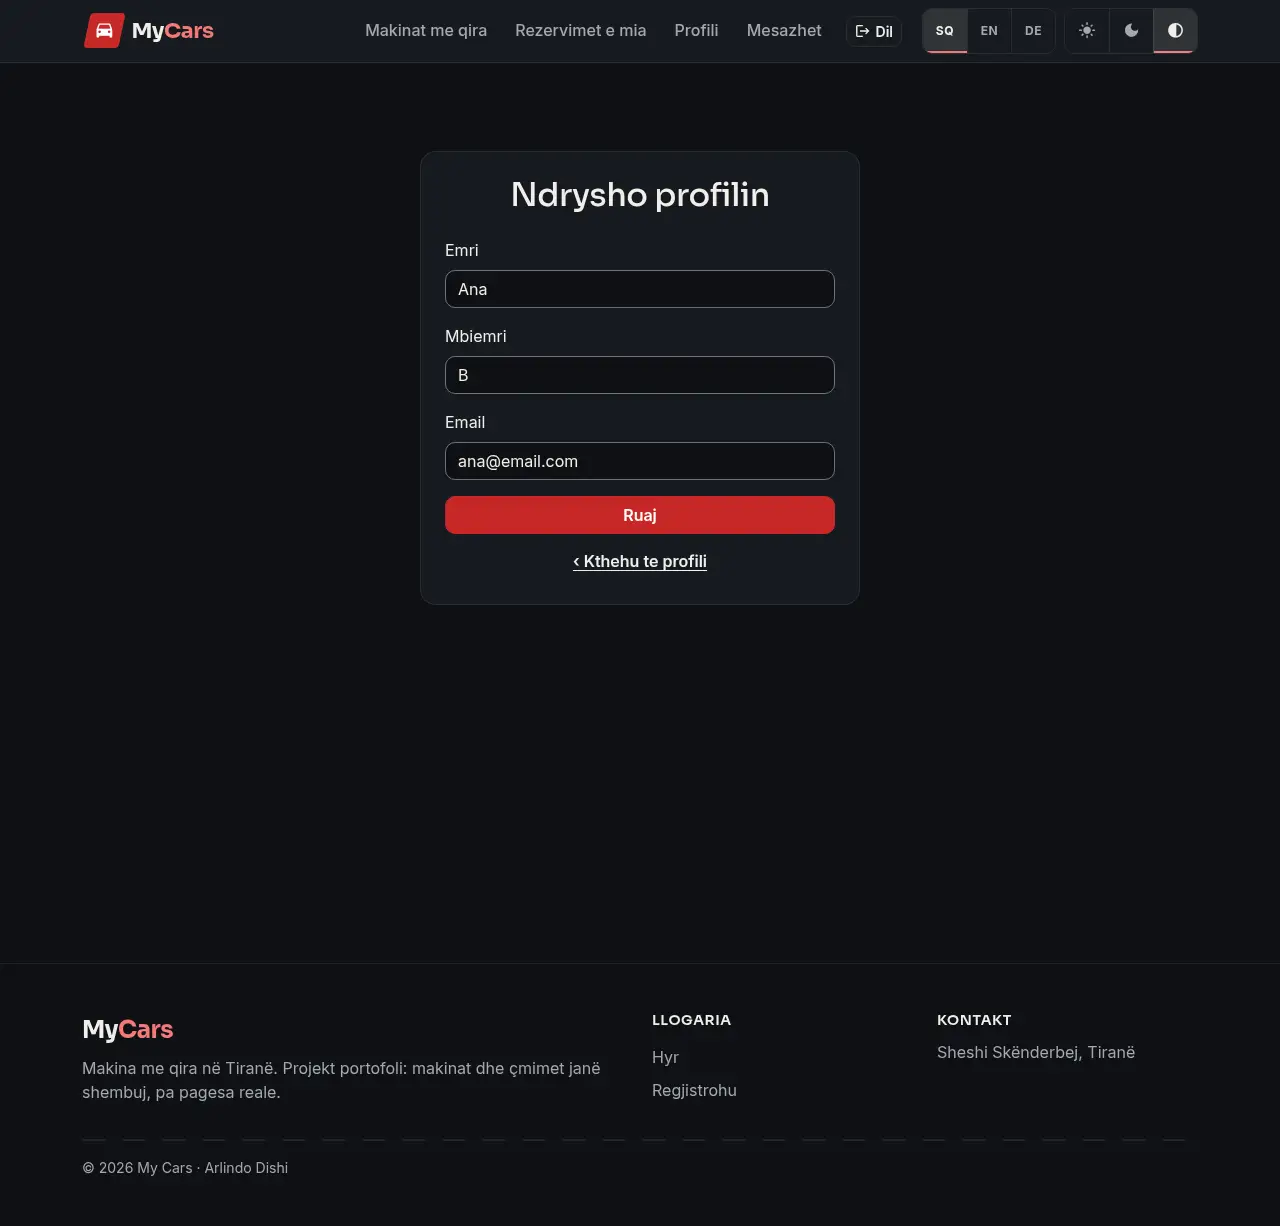 MyCars
Makinat me qira
Rezervimet e mia
Profili
Mesazhet
Dil
SQ
EN
DE
Ndrysho profilin
Emri
Ana
Mbiemri
B
Email
ana@email.com
Ruaj
‹ Kthehu te profili
MyCars
Makina me qira në Tiranë. Projekt portofoli: makinat dhe çmimet janë
shembuj, pa pagesa reale.
LLOGARIA
Hyr
Regjistrohu
KONTAKT
Sheshi Skënderbej, Tiranë
© 2026 My Cars · Arlindo Dishi